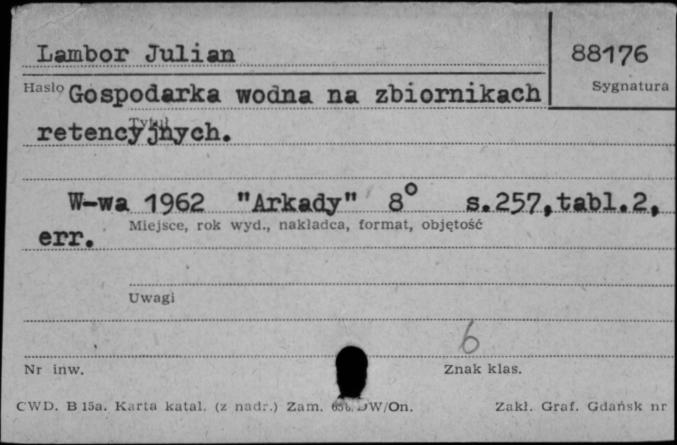 Lambor Julian
88176
Hasło
Sygnatura
Gospodarka wodna na zbiornikach
Tytuł
retencyjnych.
W-wa 1962 "Arkady" 8° s.257,tabl.2,
Miejsce, rok wyd., nakładca, format, objętość
err.
Uwagi
6
Nr inw.
Znak klas.
CWD. B 15a. Karta katal. (z nadr.) Zam. DW/On.
Zakł. Graf. Gdańsk nr